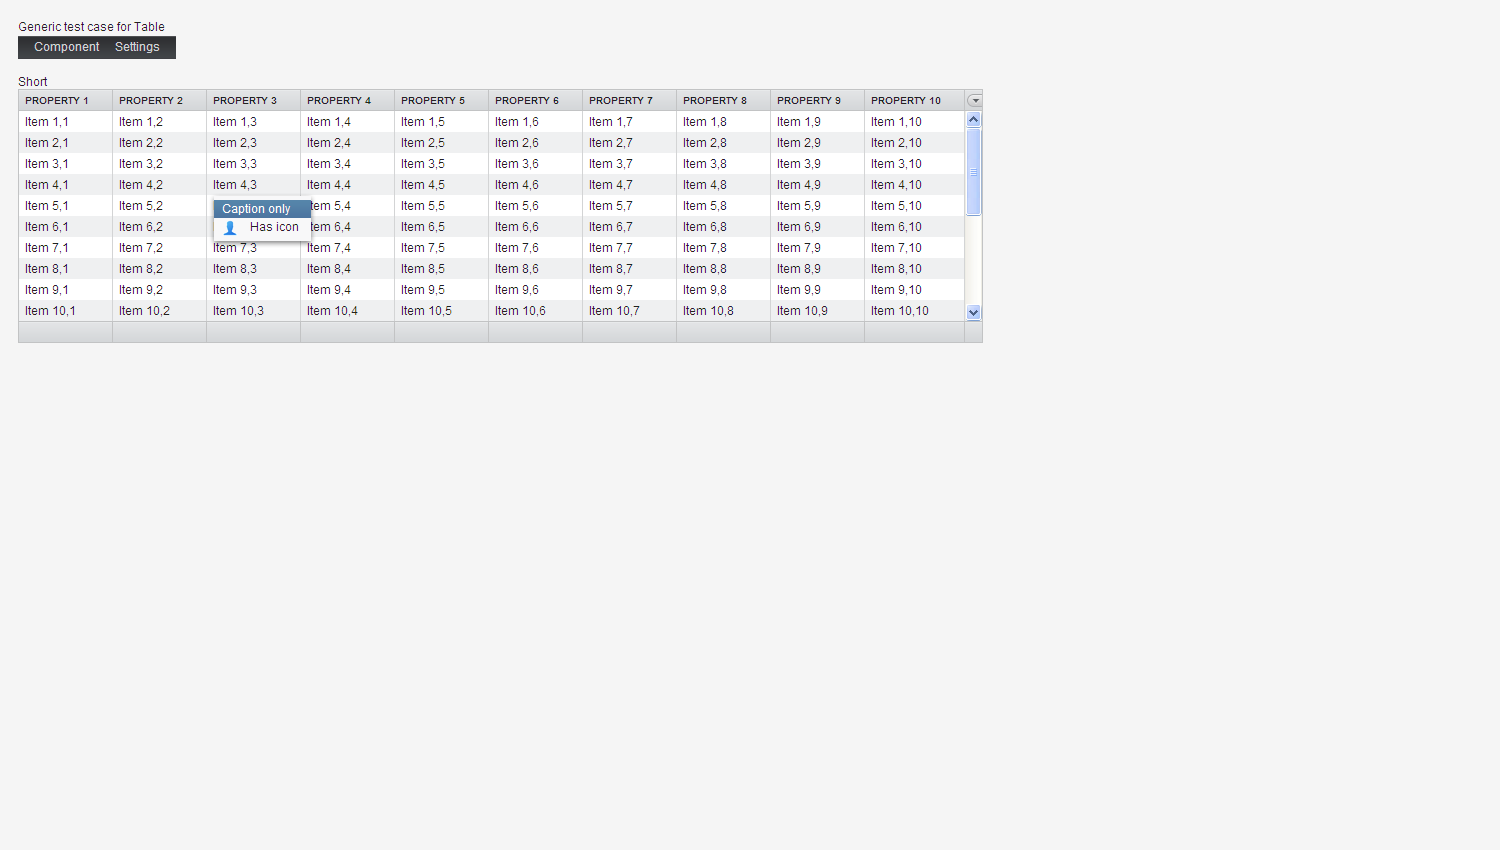 Generic test case for Table
Component Settings
Short
PROPERTY 1 PROPERTY 2 PROPERTY 3 PROPERTY 4 PROPERTY 5 PROPERTY 6 PROPERTY 7 PROPERTY 8 PROPERTY 9 PROPERTY 10
Item 1,1 Item 1,2 Item 1,3 Item 1,4 Item 1,5 Item 1,6 Item 1,7 Item 1,8 Item 1,9 Item 1,10
Item 2,1 Item 2,2 Item 2,3 Item 2,4 Item 2,5 Item 2,6 Item 2,7 Item 2,8 Item 2,9 Item 2,10
Item 3,1 Item 3,2 Item 3,3 Item 3,4 Item 3,5 Item 3,6 Item 3,7 Item 3,8 Item 3,9 Item 3,10
Item 4,1 Item 4,2 Item 4,3 Item 4,4 Item 4,5 Item 4,6 Item 4,7 Item 4,8 Item 4,9 Item 4,10
Item 5,1 Item 5,2 Caption only tem 5,4 Item 5,5 Item 5,6 Item 5,7 Item 5,8 Item 5,9 Item 5,10
Item 6,1 Item 6,2 Has icon tem 6,4 Item 6,5 Item 6,6 Item 6,7 Item 6,8 Item 6,9 Item 6,10
Item 7,1 Item 7,2 Item 7,3 Item 7,4 Item 7,5 Item 7,6 Item 7,7 Item 7,8 Item 7,9 Item 7,10
Item 8,1 Item 8,2 Item 8,3 Item 8,4 Item 8,5 Item 8,6 Item 8,7 Item 8,8 Item 8,9 Item 8,10
Item 9,1 Item 9,2 Item 9,3 Item 9,4 Item 9,5 Item 9,6 Item 9,7 Item 9,8 Item 9,9 Item 9,10
Item 10,1 Item 10,2 Item 10,3 Item 10,4 Item 10,5 Item 10,6 Item 10,7 Item 10,8 Item 10,9 Item 10,10